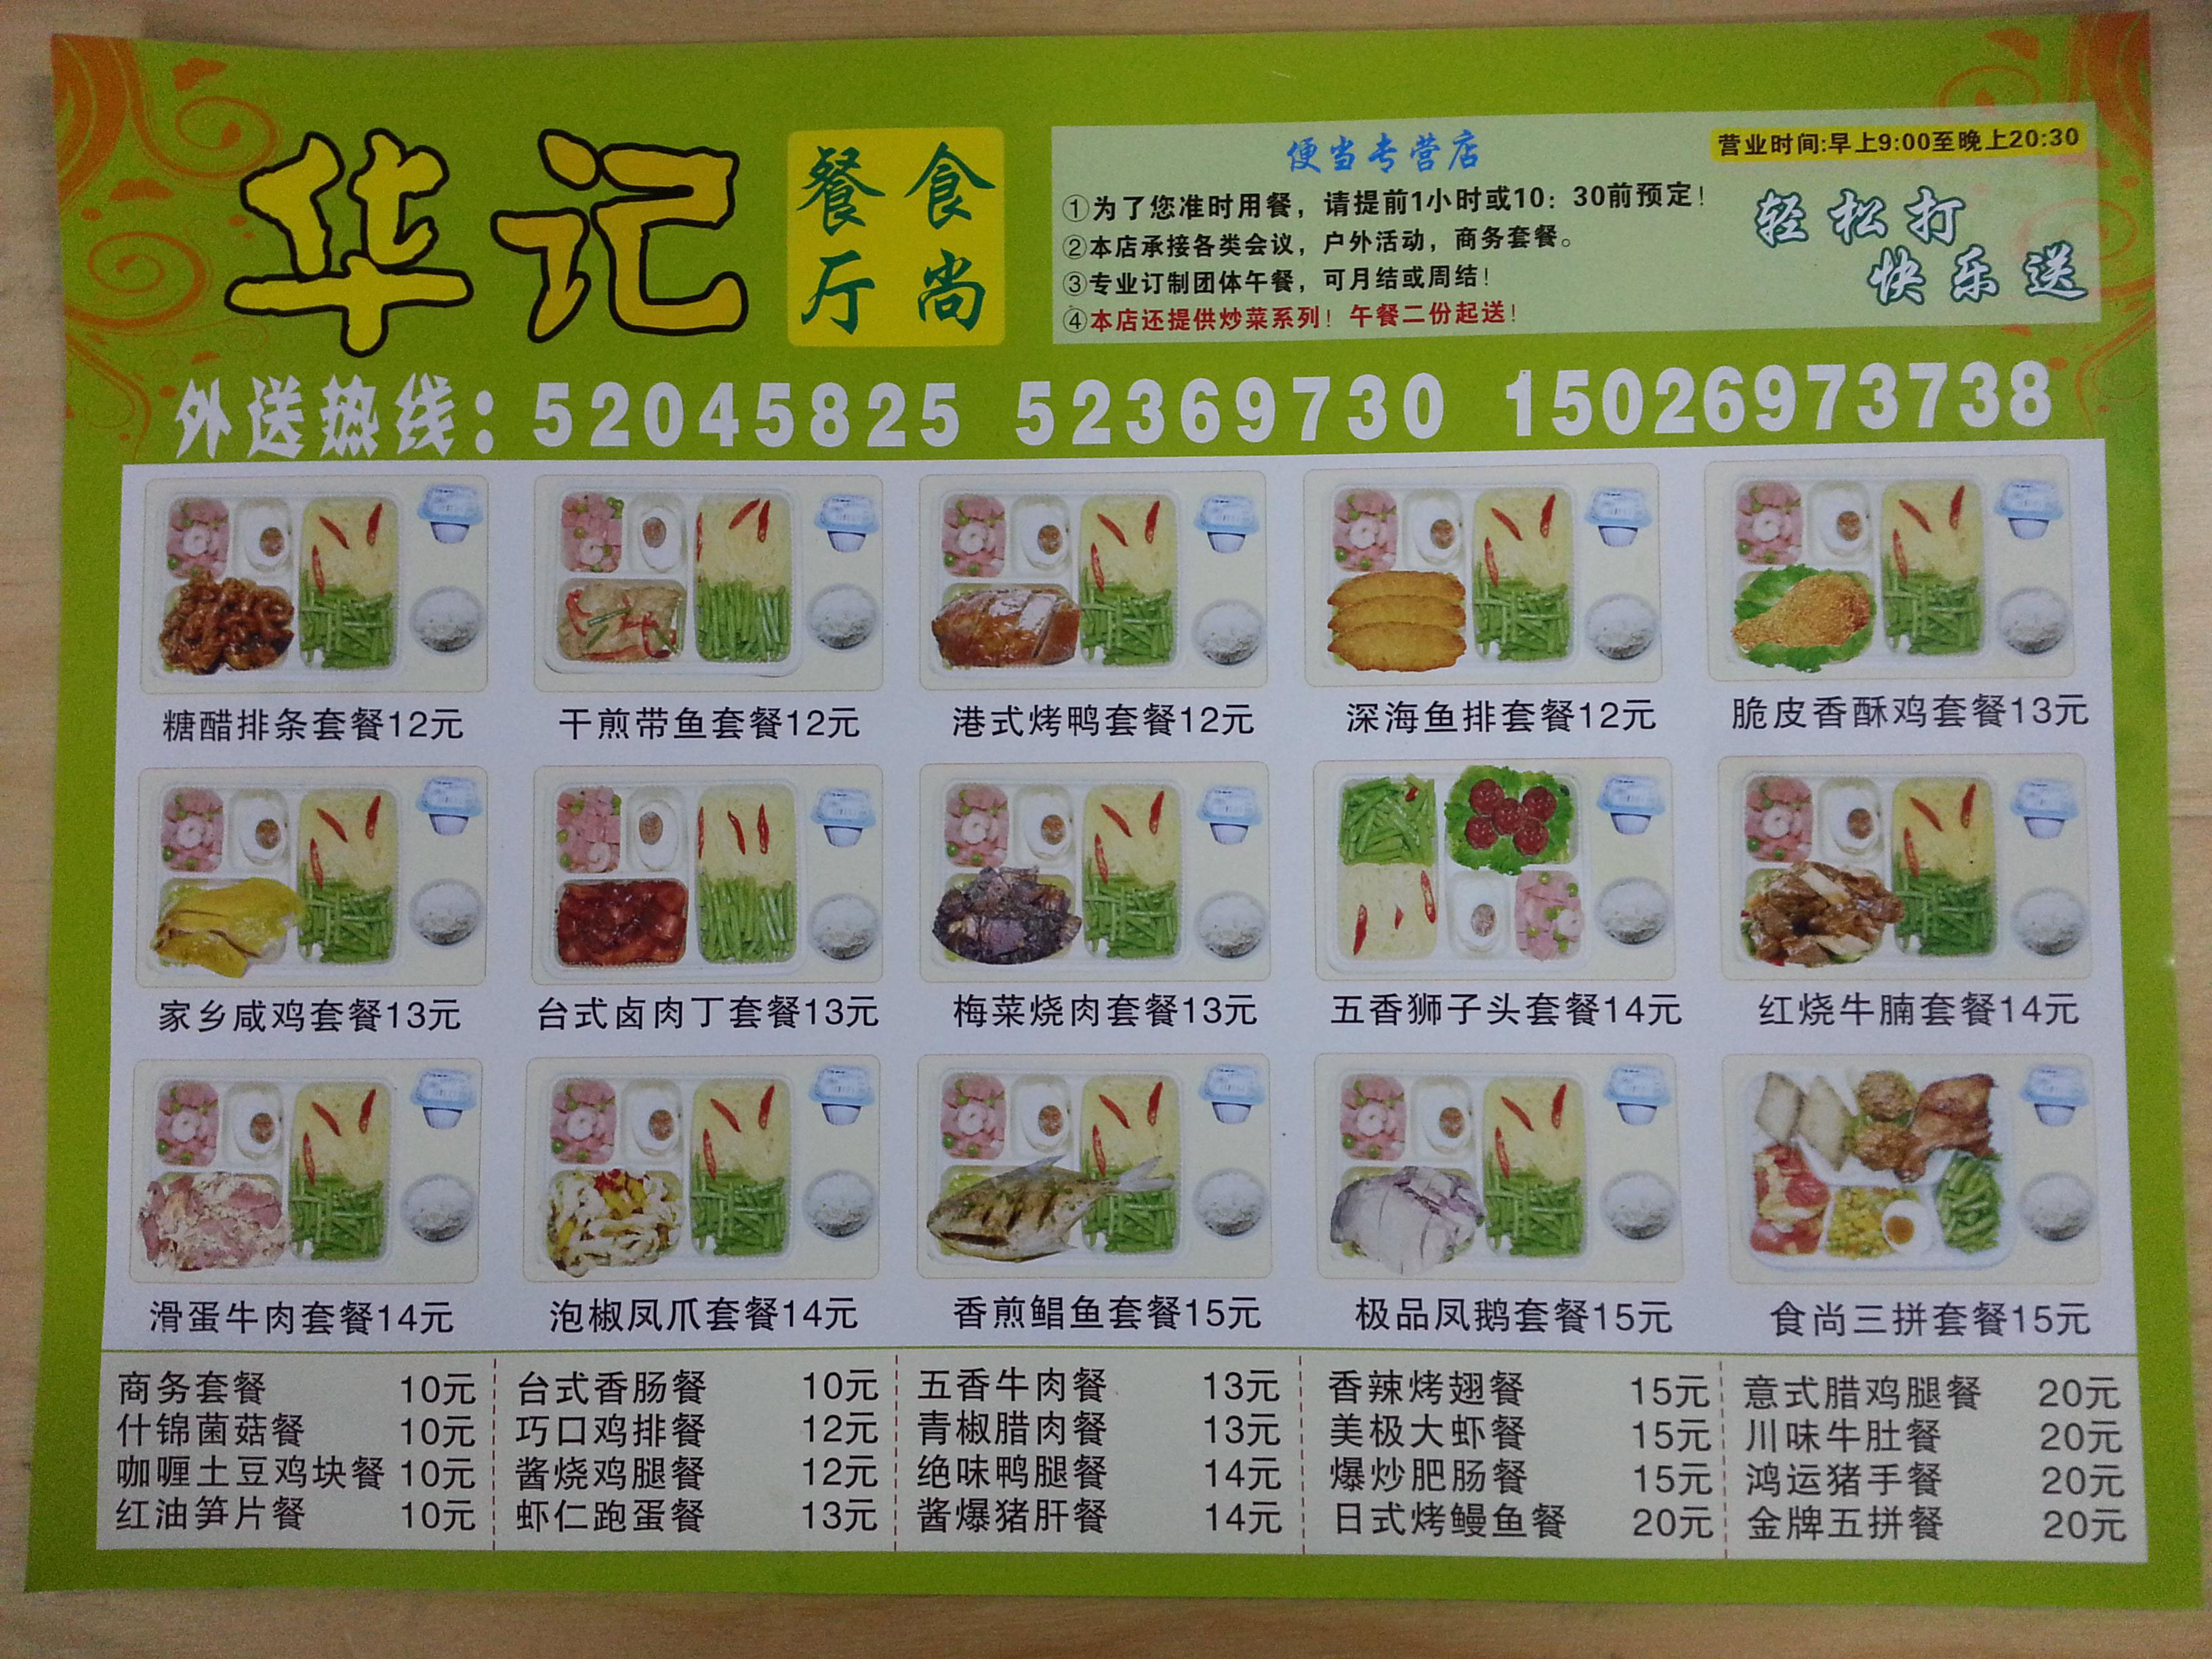 华记
食尚
餐厅
便当专营店
营业时间:早上9:00至晚上20:30
①为了您准时用餐，请提前1小时或10：30前预定！
②本店承接各类会议，户外活动，商务套餐。
③专业订制团体午餐，可月结或周结！
④本店还提供炒菜系列！午餐二份起送！
轻松打
快乐送
外送热线：52045825 52369730 15026973738
糖醋排条套餐12元 干煎带鱼套餐12元 港式烤鸭套餐12元 深海鱼排套餐12元 脆皮香酥鸡套餐13元
家乡咸鸡套餐13元 台式卤肉丁套餐13元 梅菜烧肉套餐13元 五香狮子头套餐14元 红烧牛腩套餐14元
滑蛋牛肉套餐14元 泡椒凤爪套餐14元 香煎鲳鱼套餐15元 极品凤鹅套餐15元 食尚三拼套餐15元
商务套餐 10元 台式香肠餐 10元 五香牛肉餐 13元 香辣烤翅餐 15元 意式腊鸡腿餐 20元
什锦菌菇餐 10元 巧口鸡排餐 12元 青椒腊肉餐 13元 美极大虾餐 15元 川味牛肚餐 20元
咖喱土豆鸡块餐 10元 酱烧鸡腿餐 12元 绝味鸭腿餐 14元 爆炒肥肠餐 15元 鸿运猪手餐 20元
红油笋片餐 10元 虾仁跑蛋餐 13元 酱爆猪肝餐 14元 日式烤鳗鱼餐 20元 金牌五拼餐 20元